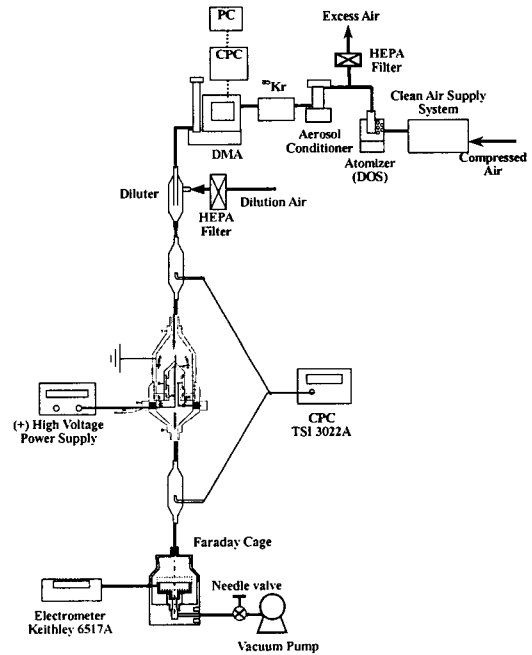 PC
CPC
Excess Air
HEPA
Filter
Kr
Clean Air Supply
System
DMA
Aerosol
Conditioner
Atomizer
(DOS)
Compressed
Air
Diluter
HEPA
Filter
Dilution Air
(+) High Voltage
Power Supply
CPC
TSI 3022A
Faraday Cage
Needle valve
Electrometer
Keithley 6517A
Vacuum Pump